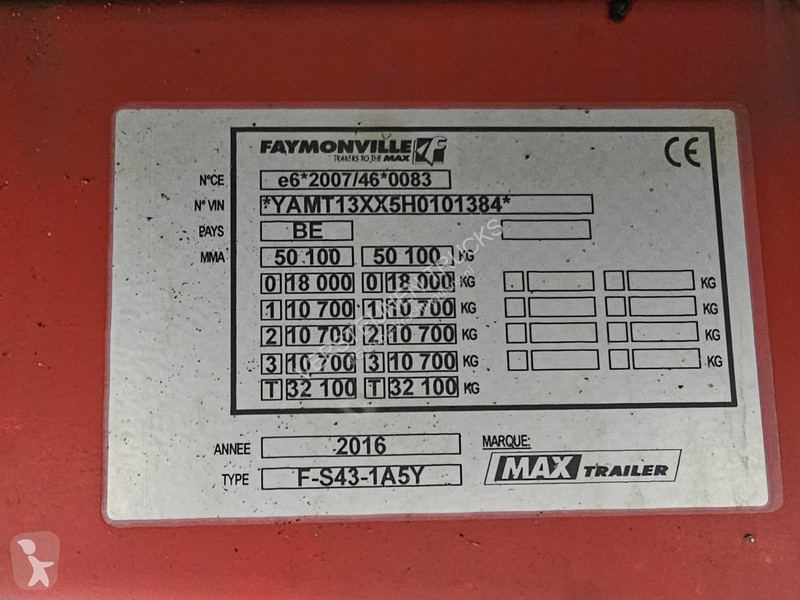 FAYMONVILLE
TRAILERS TO THE MAX
CE
N°CE e6*2007/46*0083
N° VIN *YAMT13XX5H0101384*
PAYS BE
MMA 50 100 50 100 KG
0 18 000 0 18 000 KG KG
1 10 700 1 10 700 KG KG
2 10 700 2 10 700 KG KG
3 10 700 3 10 700 KG KG
T 32 100 T 32 100 KG
ANNEE 2016
MARQUE:
TYPE F-S43-1A5Y
MAX TRAILER
TRUCKS